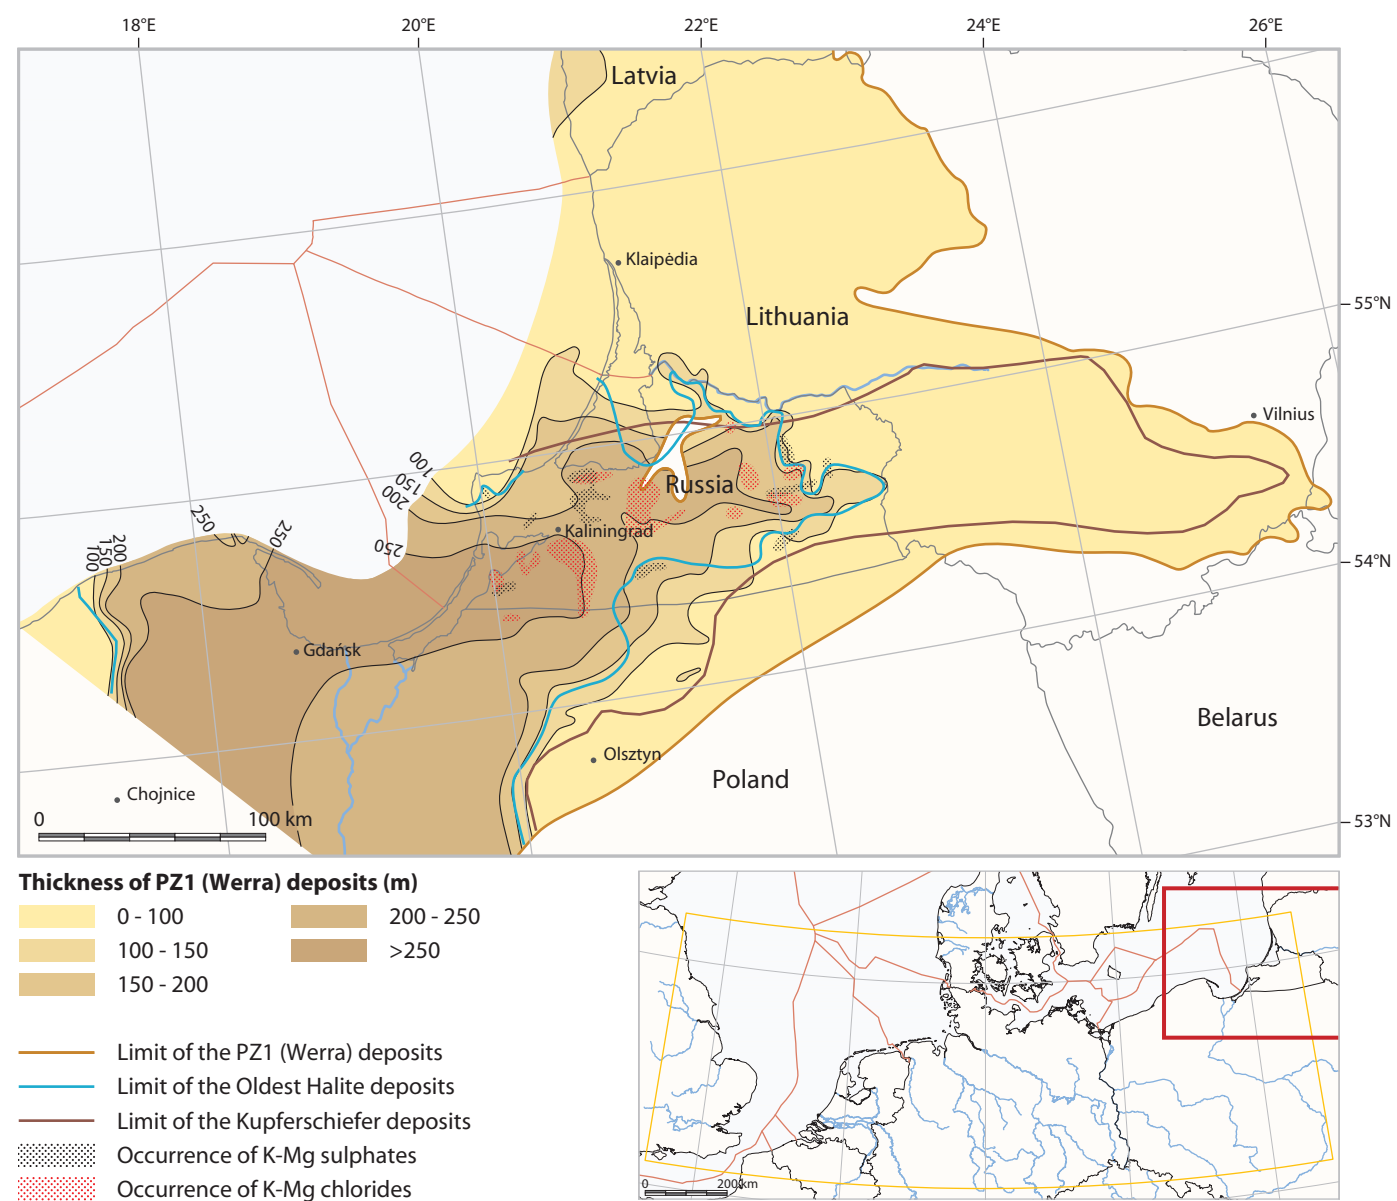 18°E 20°E 22°E 24°E 26°E
Latvia
Klaipėdia
55°N
Lithuania
Vilnius
100
150
200
250
Russia
Kaliningrad
250
250
200
150
100
54°N
Gdańsk
Belarus
Olsztyn
Poland
Chojnice
0 100 km
53°N
Thickness of PZ1 (Werra) deposits (m)
0 - 100
200 - 250
100 - 150
>250
150 - 200
Limit of the PZ1 (Werra) deposits
Limit of the Oldest Halite deposits
Limit of the Kupferschiefer deposits
Occurrence of K-Mg sulphates
Occurrence of K-Mg chlorides
0 200km